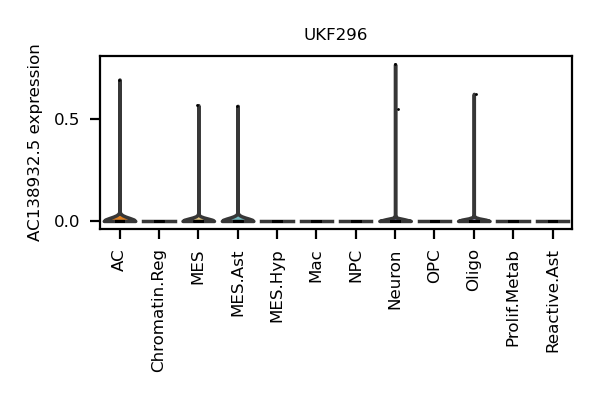 UKF296
AC138932.5 expression
0.5
0.0
AC
Chromatin.Reg
MES
MES.Ast
MES.Hyp
Mac
NPC
Neuron
OPC
Oligo
Prolif.Metab
Reactive.Ast